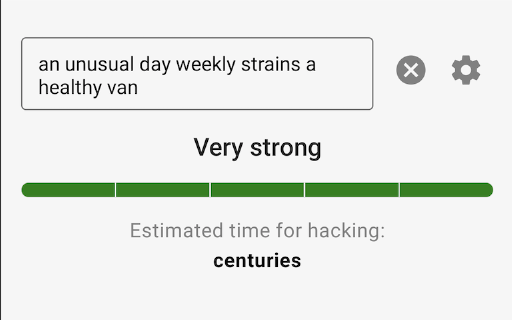 an unusual day weekly strains a
healthy van
Very strong
Estimated time for hacking:
centuries